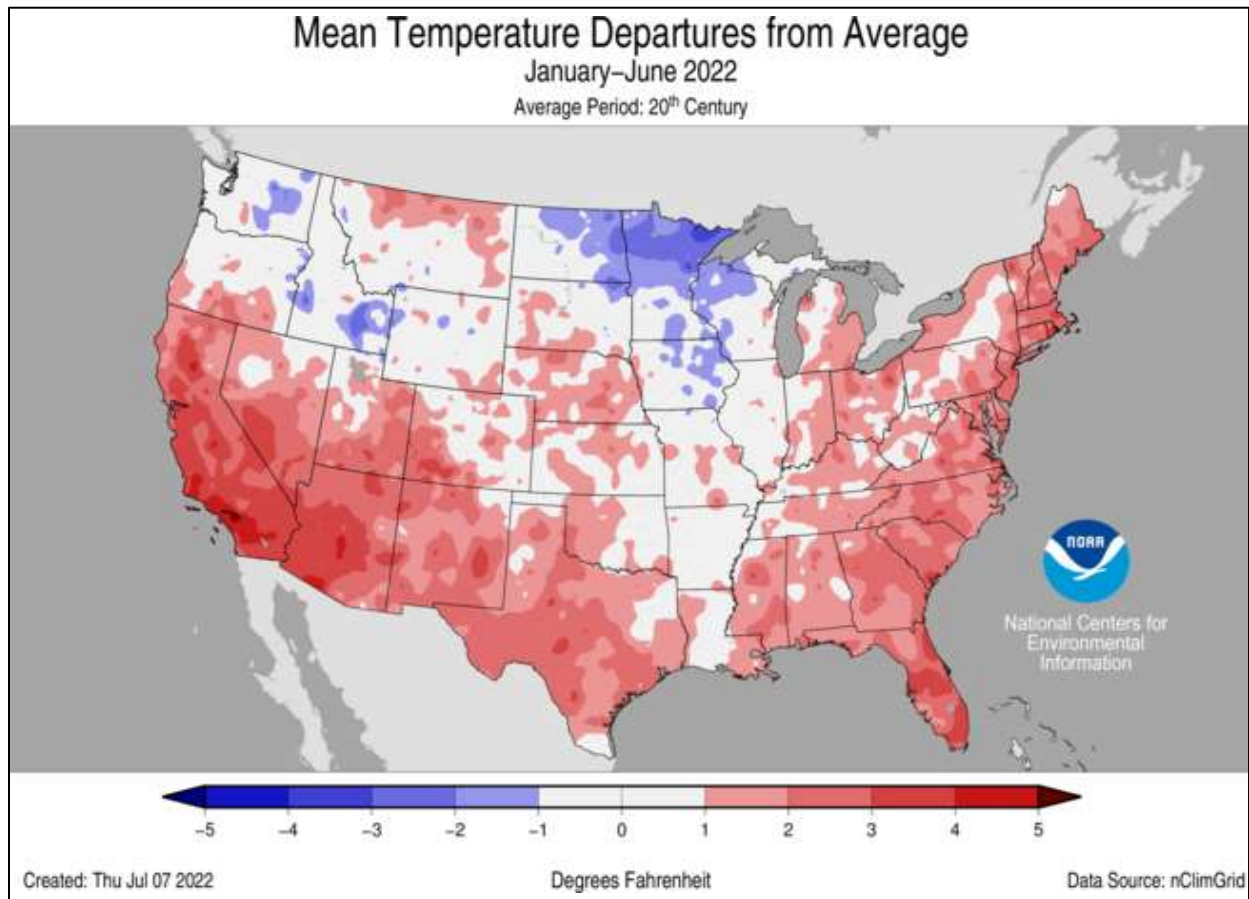 Mean Temperature Departures from Average
January–June 2022
Average Period: 20th Century
NOAA
National Centers for
Environmental
Information
−5 −4 −3 −2 −1 0 1 2 3 4 5
Created: Thu Jul 07 2022 Degrees Fahrenheit Data Source: nClimGrid